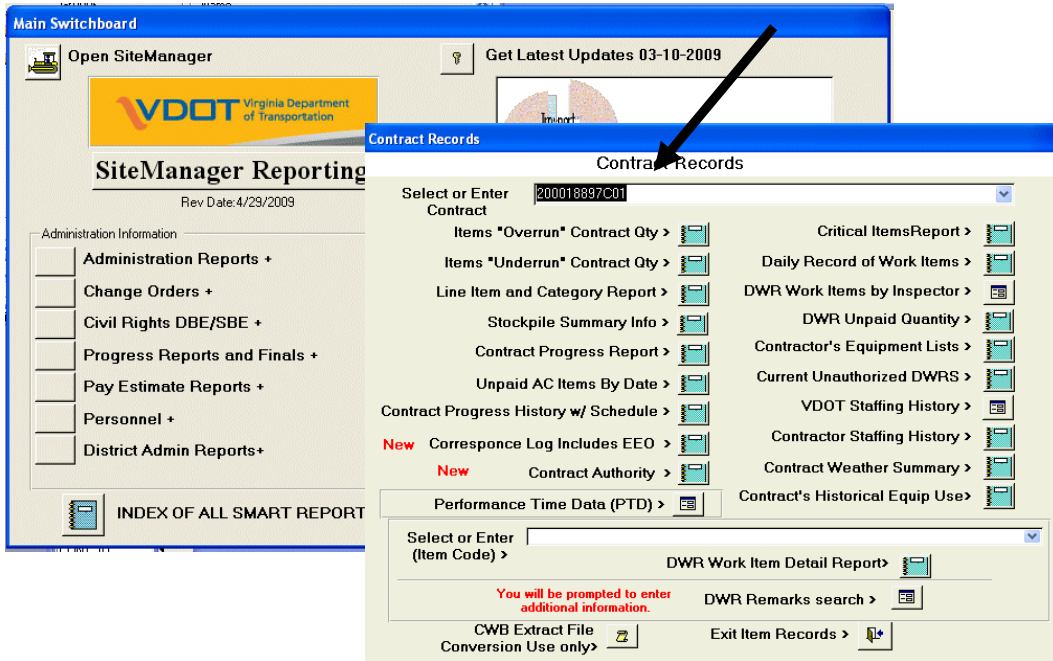 Main Switchboard
Open SiteManager
Get Latest Updates 03-10-2009
VDOT Virginia Department
of Transportation
SiteManager Reporting
Rev Date:4/29/2009
Administration Information
Administration Reports +
Change Orders +
Civil Rights DBE/SBE +
Progress Reports and Finals +
Pay Estimate Reports +
Personnel +
District Admin Reports+
INDEX OF ALL SMART REPORT
Contract Records
Contract Records
Select or Enter
Contract
200018897C01
Items "Overrun" Contract Qty >
Items "Underrun" Contract Qty >
Line Item and Category Report >
Stockpile Summary Info >
Contract Progress Report >
Unpaid AC Items By Date >
Contract Progress History w/ Schedule >
New Corresponce Log Includes EEO >
New Contract Authority >
Performance Time Data (PTD) >
Critical ItemsReport >
Daily Record of Work Items >
DWR Work Items by Inspector >
DWR Unpaid Quantity >
Contractor's Equipment Lists >
Current Unauthorized DWRS >
VDOT Staffing History >
Contractor Staffing History >
Contract Weather Summary >
Contract's Historical Equip Use>
Select or Enter
(Item Code) >
DWR Work Item Detail Report>
You will be prompted to enter
additional information.
DWR Remarks search >
CWB Extract File
Conversion Use only>
Exit Item Records >